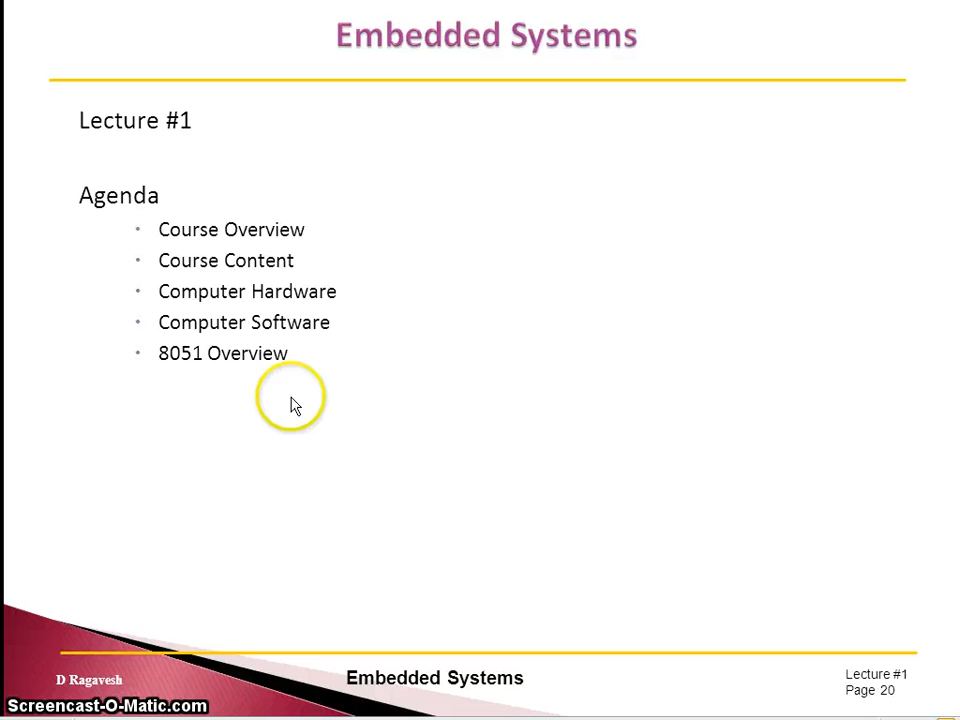 Embedded Systems
Lecture #1
Agenda
• Course Overview
• Course Content
• Computer Hardware
• Computer Software
• 8051 Overview
D Ragavesh
Embedded Systems
Lecture #1
Page 20
Screencast-O-Matic.com